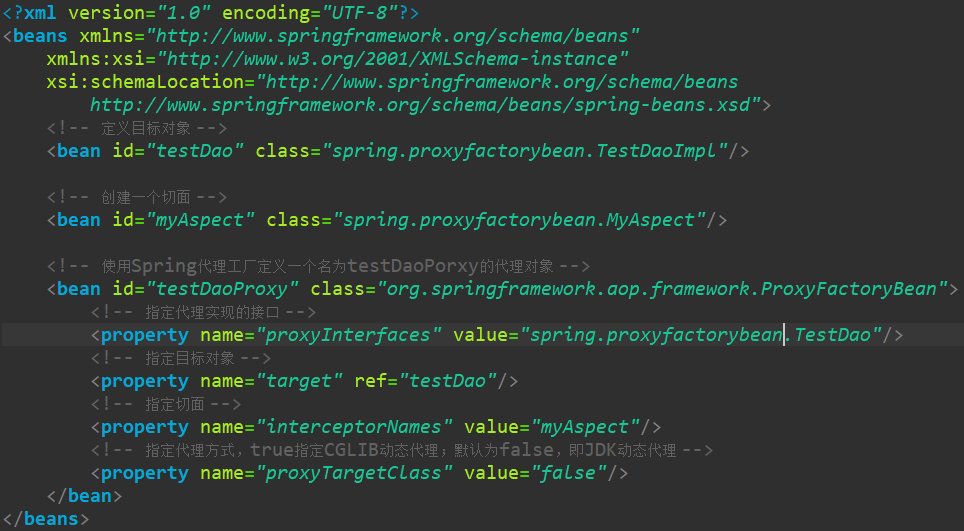 <?xml version="1.0" encoding="UTF-8"?>
<beans xmlns="http://www.springframework.org/schema/beans"
    xmlns:xsi="http://www.w3.org/2001/XMLSchema-instance"
    xsi:schemaLocation="http://www.springframework.org/schema/beans
        http://www.springframework.org/schema/beans/spring-beans.xsd">
    <!-- 定义目标对象 -->
    <bean id="testDao" class="spring.proxyfactorybean.TestDaoImpl"/>
    <!-- 创建一个切面 -->
    <bean id="myAspect" class="spring.proxyfactorybean.MyAspect"/>
    <!-- 使用Spring代理工厂定义一个名为testDaoPorxy的代理对象 -->
    <bean id="testDaoProxy" class="org.springframework.aop.framework.ProxyFactoryBean">
        <!-- 指定代理实现的接口 -->
        <property name="proxyInterfaces" value="spring.proxyfactorybean.TestDao"/>
        <!-- 指定目标对象 -->
        <property name="target" ref="testDao"/>
        <!-- 指定切面 -->
        <property name="interceptorNames" value="myAspect"/>
        <!-- 指定代理方式，true指定CGLIB动态代理；默认为false，即JDK动态代理 -->
        <property name="proxyTargetClass" value="false"/>
    </bean>
</beans>